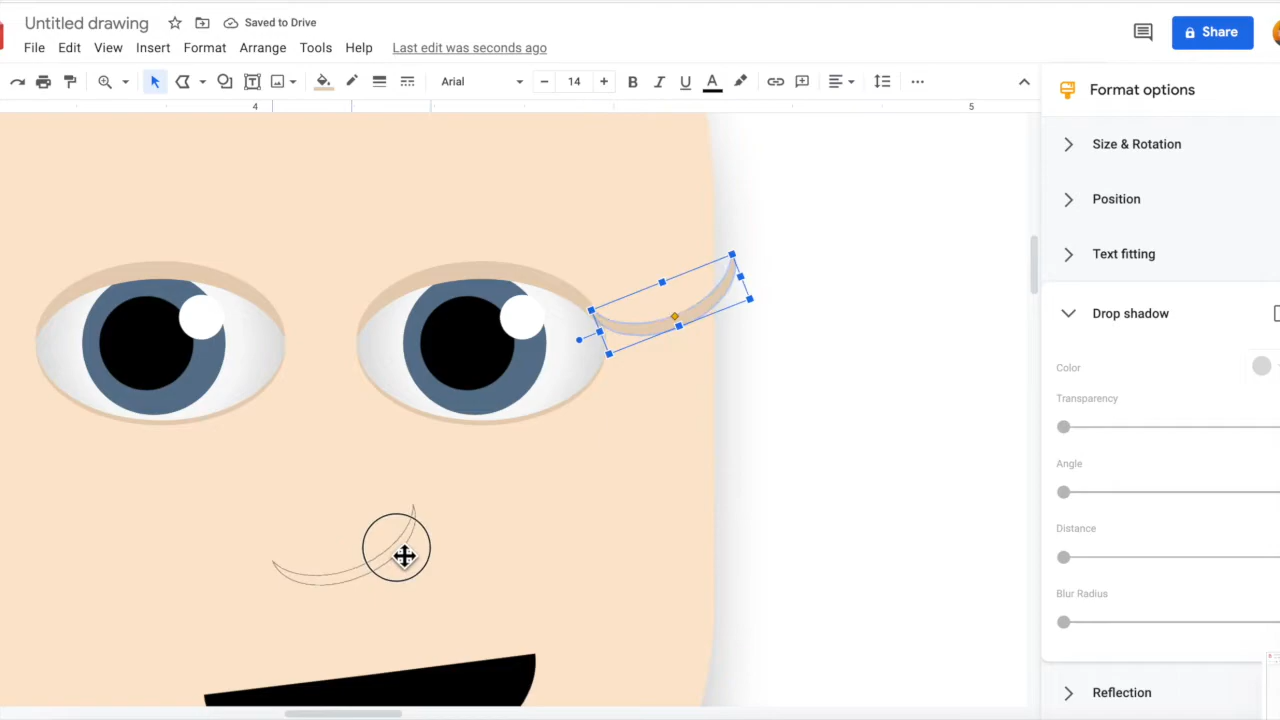 Untitled drawing Saved to Drive
File Edit View Insert Format Arrange Tools Help Last edit was seconds ago
Share
Arial 14 B I U A
4 5
Format options
Size & Rotation
Position
Text fitting
Drop shadow
Color
Transparency
Angle
Distance
Blur Radius
Reflection